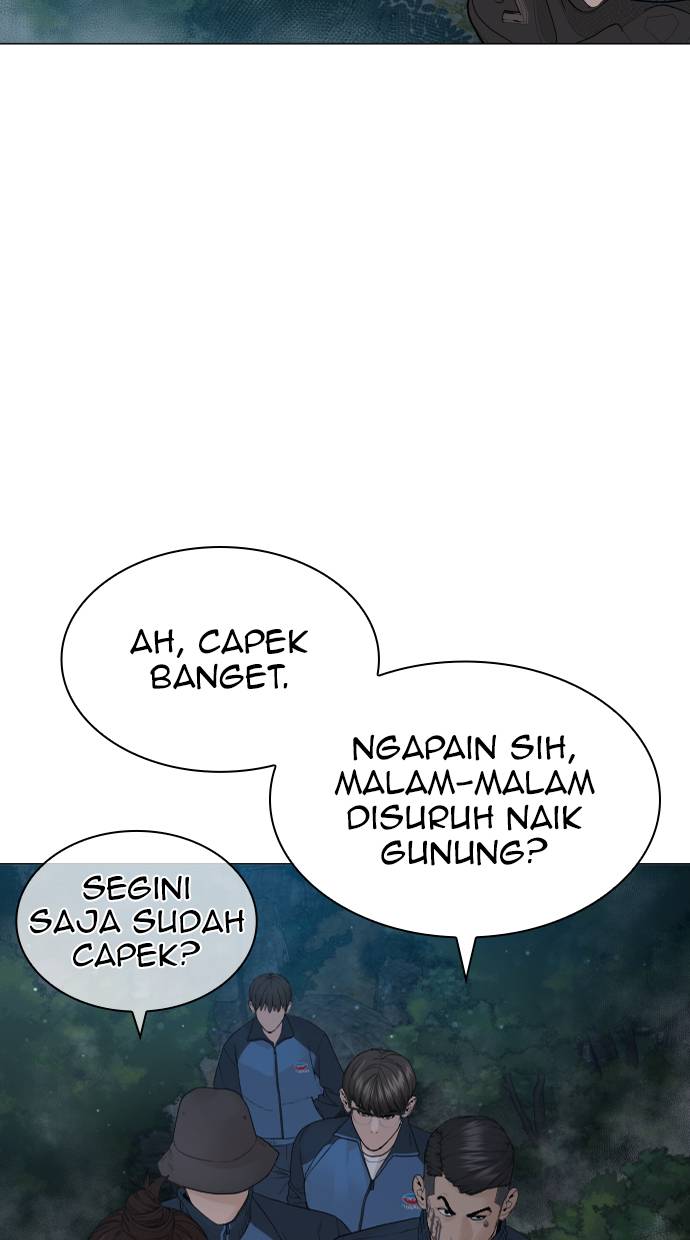 AH, CAPEK
BANGET.
NGAPAIN SIH,
MALAM-MALAM
DISURUH NAIK
GUNUNG?
SEGINI
SAJA SUDAH
CAPEK?